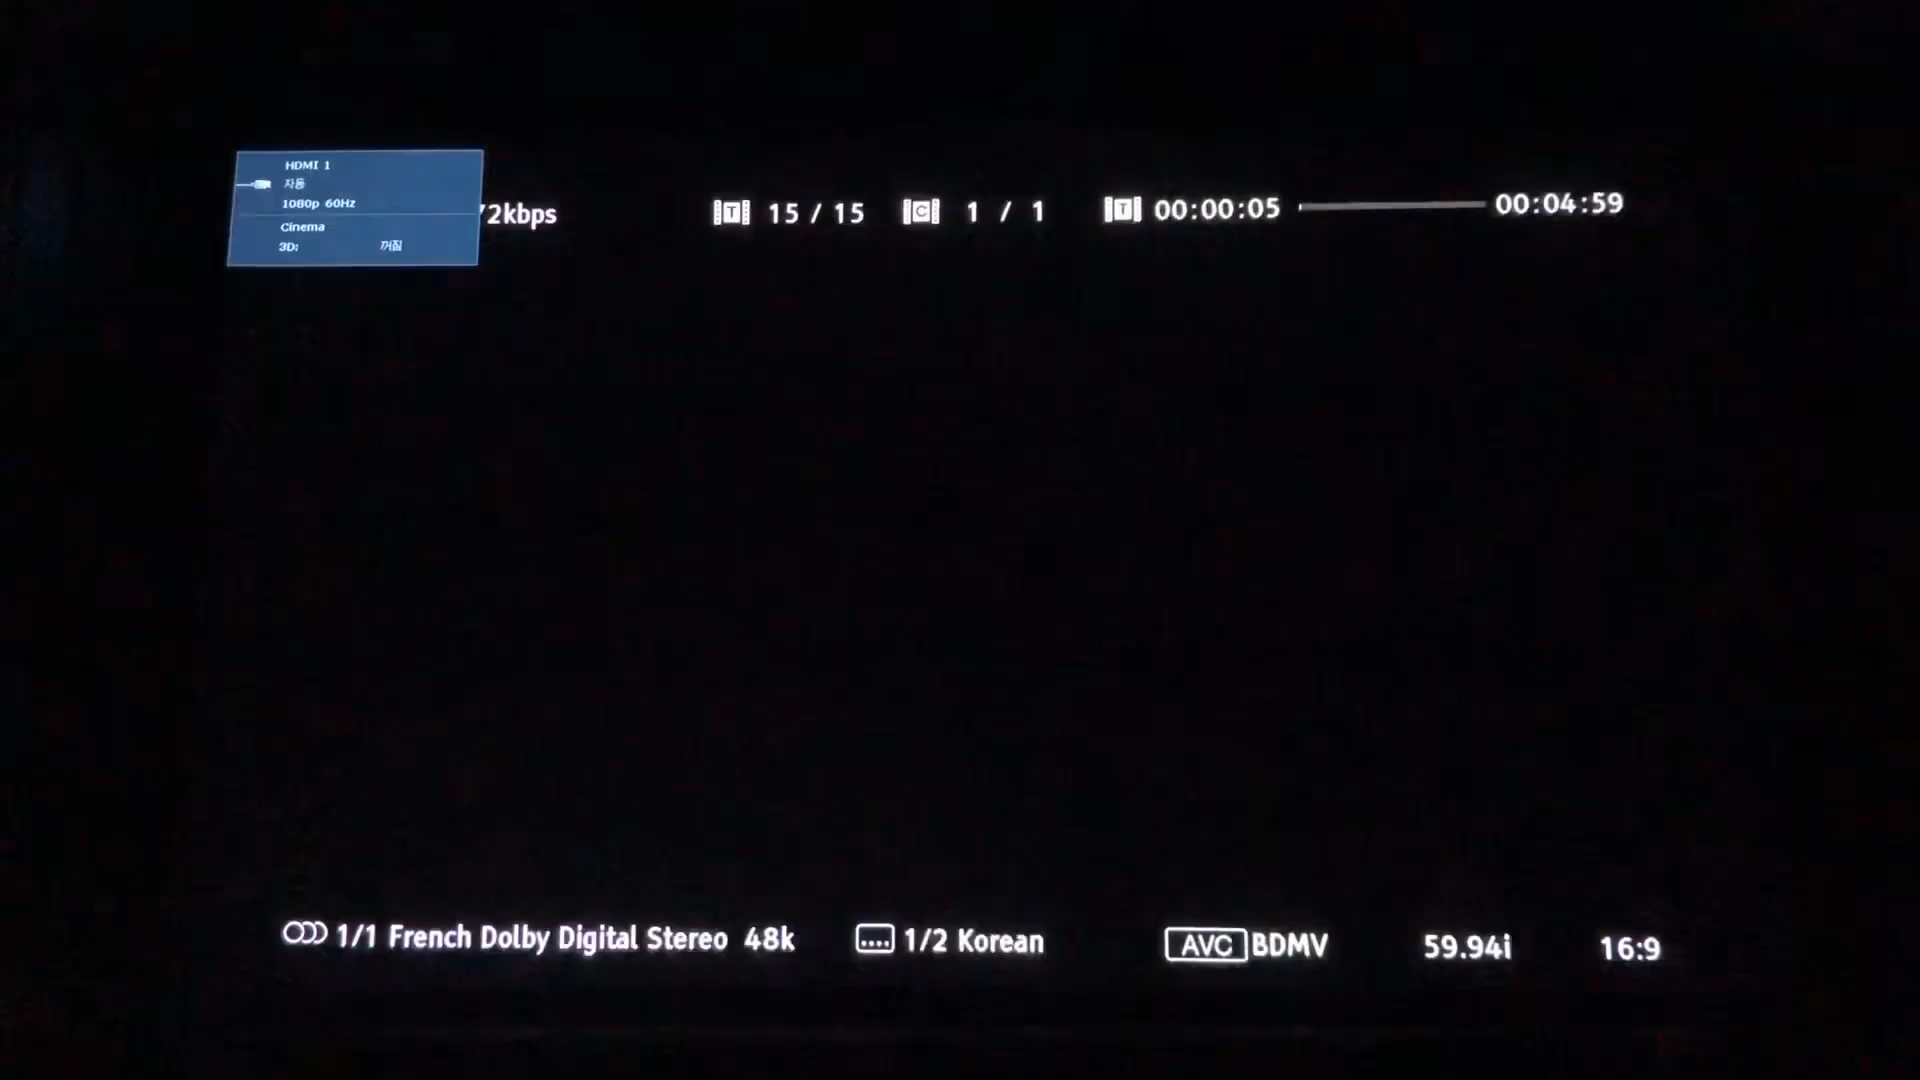 HDMI 1
자동
1080p 60Hz
Cinema
3D: 꺼짐
2kbps
T 15 / 15 C 1 / 1 T 00:00:05 00:04:59
1/1 French Dolby Digital Stereo 48k 1/2 Korean AVC BDMV 59.94i 16:9